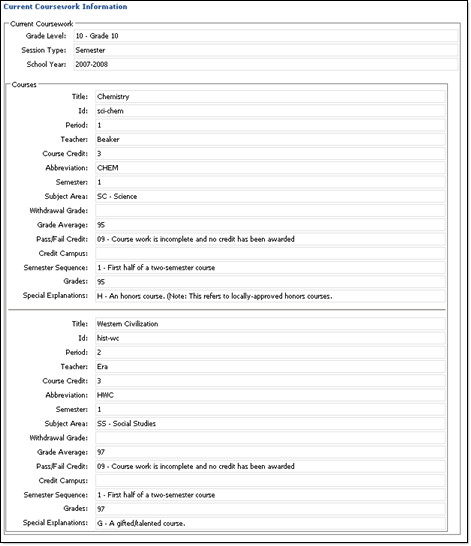 Current Coursework Information
Current Coursework
Grade Level: 10 - Grade 10
Session Type: Semester
School Year: 2007-2008
Courses
Title: Chemistry
Id: sci-chem
Period: 1
Teacher: Beaker
Course Credit: 3
Abbreviation: CHEM
Semester: 1
Subject Area: SC - Science
Withdrawal Grade:
Grade Average: 95
Pass/Fail Credit: 09 - Course work is incomplete and no credit has been awarded
Credit Campus:
Semester Sequence: 1 - First half of a two-semester course
Grades: 95
Special Explanations: H - An honors course. (Note: This refers to locally-approved honors courses.
Title: Western Civilization
Id: hist-wc
Period: 2
Teacher: Era
Course Credit: 3
Abbreviation: HWC
Semester: 1
Subject Area: SS - Social Studies
Withdrawal Grade:
Grade Average: 97
Pass/Fail Credit: 09 - Course work is incomplete and no credit has been awarded
Credit Campus:
Semester Sequence: 1 - First half of a two-semester course
Grades: 97
Special Explanations: G - A gifted/talented course.